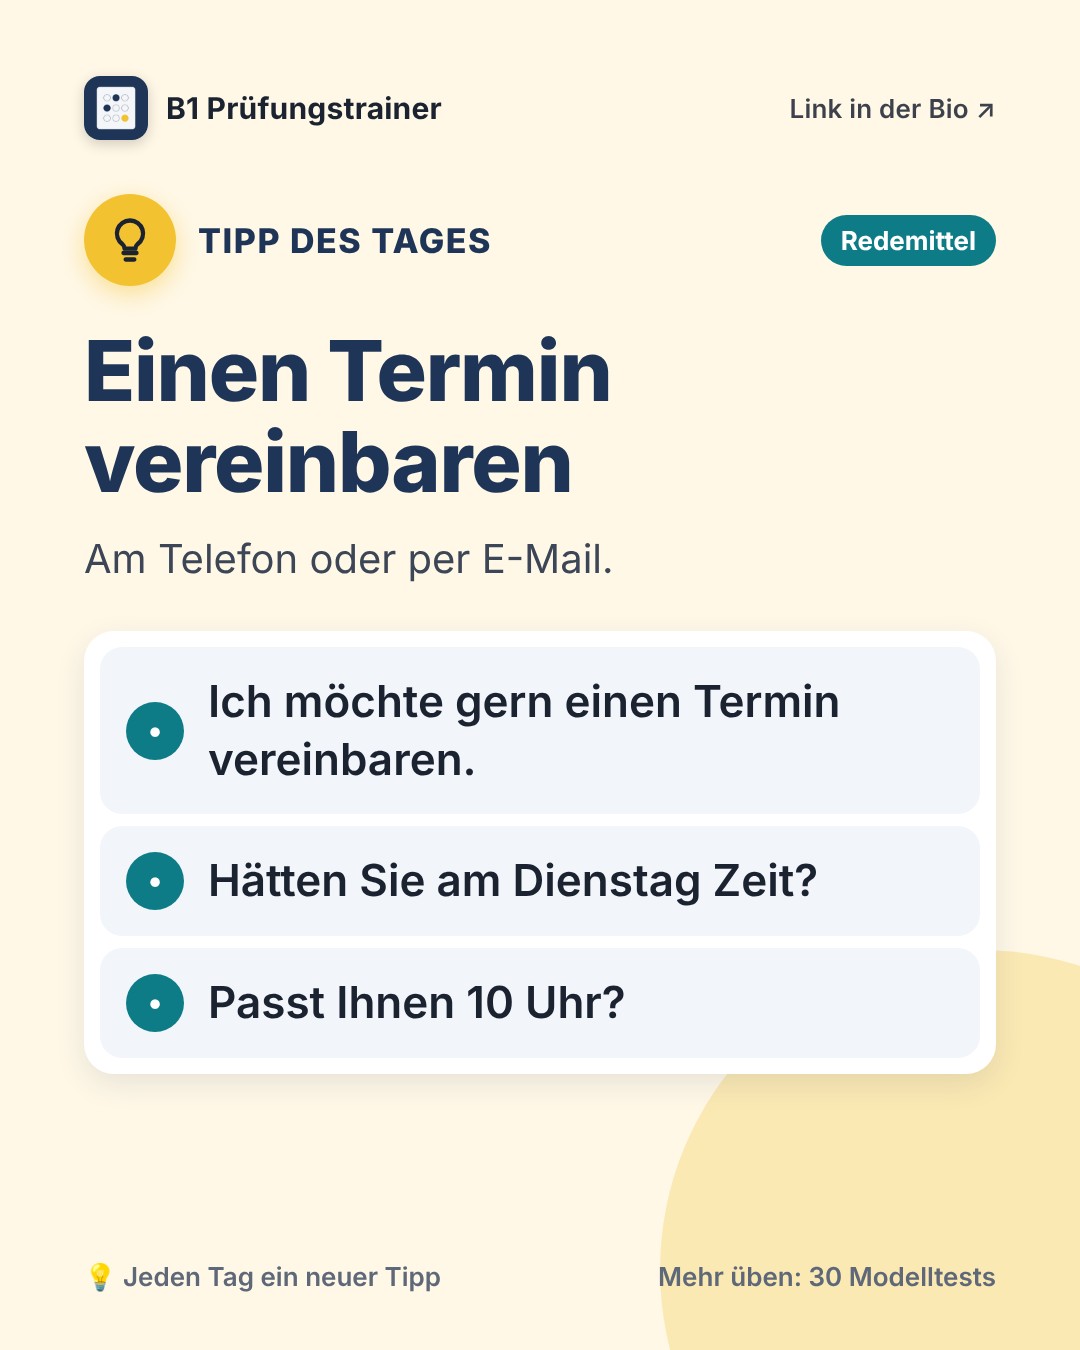 B1 Prüfungstrainer
Link in der Bio ↗
TIPP DES TAGES
Redemittel
Einen Termin
vereinbaren
Am Telefon oder per E-Mail.
Ich möchte gern einen Termin
vereinbaren.
Hätten Sie am Dienstag Zeit?
Passt Ihnen 10 Uhr?
💡 Jeden Tag ein neuer Tipp
Mehr üben: 30 Modelltests